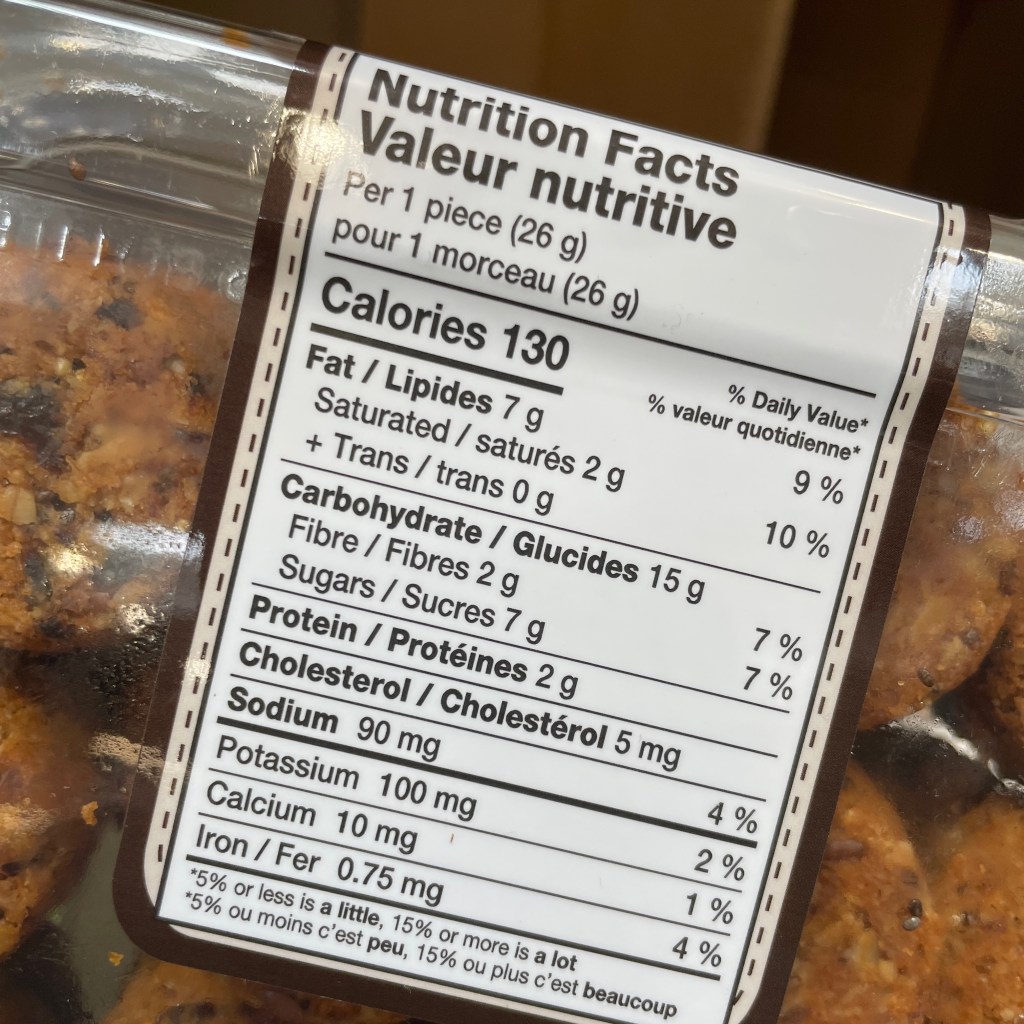 Nutrition Facts
Valeur nutritive
Per 1 piece (26 g)
pour 1 morceau (26 g)
Calories 130
% Daily Value*
% valeur quotidienne*
Fat / Lipides 7 g 9 %
Saturated / saturés 2 g
+ Trans / trans 0 g 10 %
Carbohydrate / Glucides 15 g
Fibre / Fibres 2 g 7 %
Sugars / Sucres 7 g 7 %
Protein / Protéines 2 g
Cholesterol / Cholestérol 5 mg
Sodium 90 mg 4 %
Potassium 100 mg 2 %
Calcium 10 mg 1 %
Iron / Fer 0.75 mg 4 %
*5% or less is a little, 15% or more is a lot
*5% ou moins c'est peu, 15% ou plus c'est beaucoup